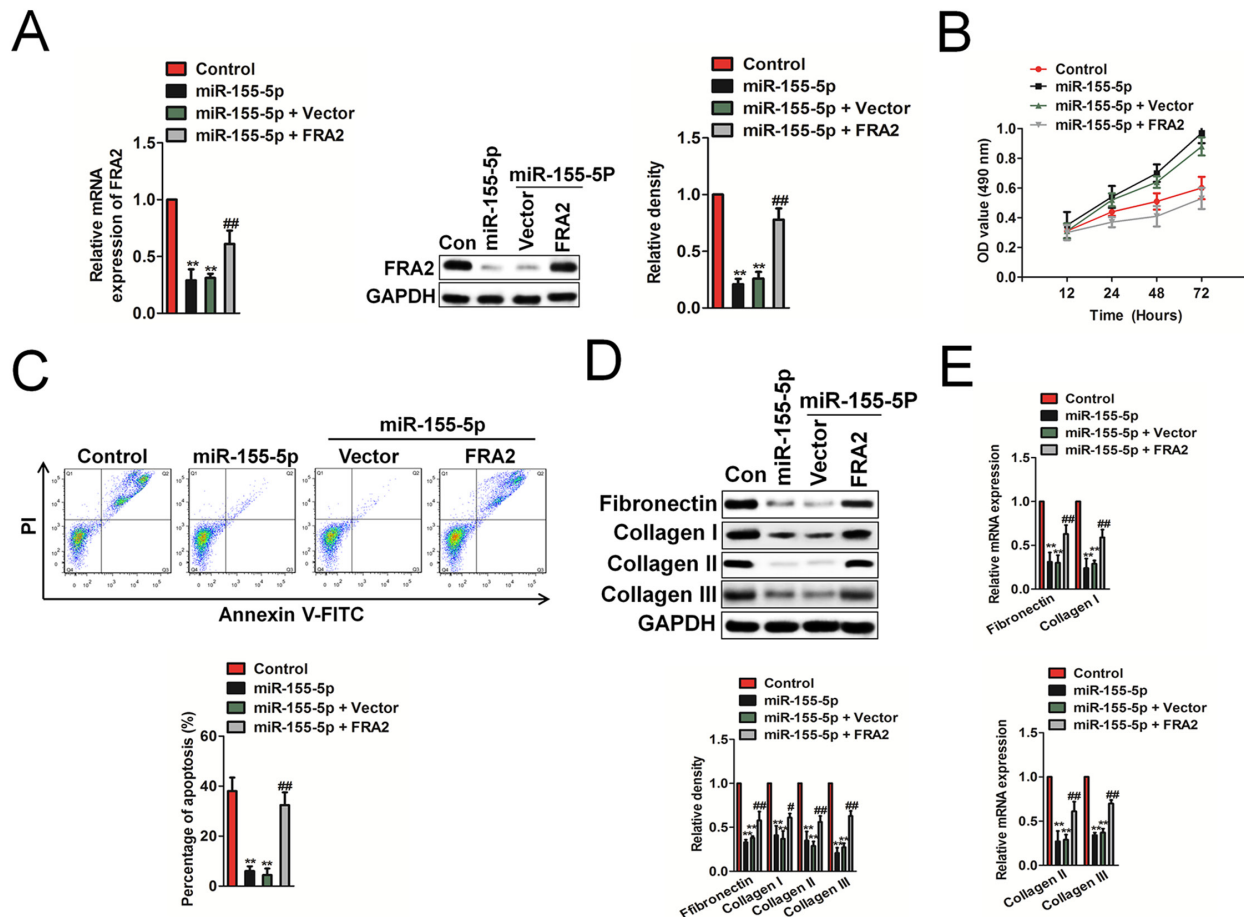 A
Control
miR-155-5p
miR-155-5p + Vector
miR-155-5p + FRA2
Relative mRNA
expression of FRA2
1.5
1.0
0.5
0.0
**
**
##
miR-155-5P
Con
miR-155-5p
Vector
FRA2
FRA2
GAPDH
Control
miR-155-5p
miR-155-5p + Vector
miR-155-5p + FRA2
Relative density
1.5
1.0
0.5
0.0
**
**
##
B
Control
miR-155-5p
miR-155-5p + Vector
miR-155-5p + FRA2
OD value (490 nm)
1.0
0.8
0.6
0.4
0.2
0.0
12
24
48
72
Time (Hours)
C
miR-155-5p
Control
miR-155-5p
Vector
FRA2
PI
Annexin V-FITC
Control
miR-155-5p
miR-155-5p + Vector
miR-155-5p + FRA2
Percentage of apoptosis (%)
60
40
20
0
**
**
##
D
miR-155-5P
Con
miR-155-5p
Vector
FRA2
Fibronectin
Collagen I
Collagen II
Collagen III
GAPDH
Control
miR-155-5p
miR-155-5p + Vector
miR-155-5p + FRA2
Relative density
1.5
1.0
0.5
0.0
** ** ##
** ** #
** ** ##
** ** ##
Ffibronectin
Collagen I
Collagen II
Collagen III
E
Control
miR-155-5p
miR-155-5p + Vector
miR-155-5p + FRA2
Relative mRNA expression
1.5
1.0
0.5
0.0
** ** ##
** ** ##
Fibronectin
Collagen I
Control
miR-155-5p
miR-155-5p + Vector
miR-155-5p + FRA2
Relative mRNA expression
1.5
1.0
0.5
0.0
** ** ##
** ** ##
Collagen II
Collagen III